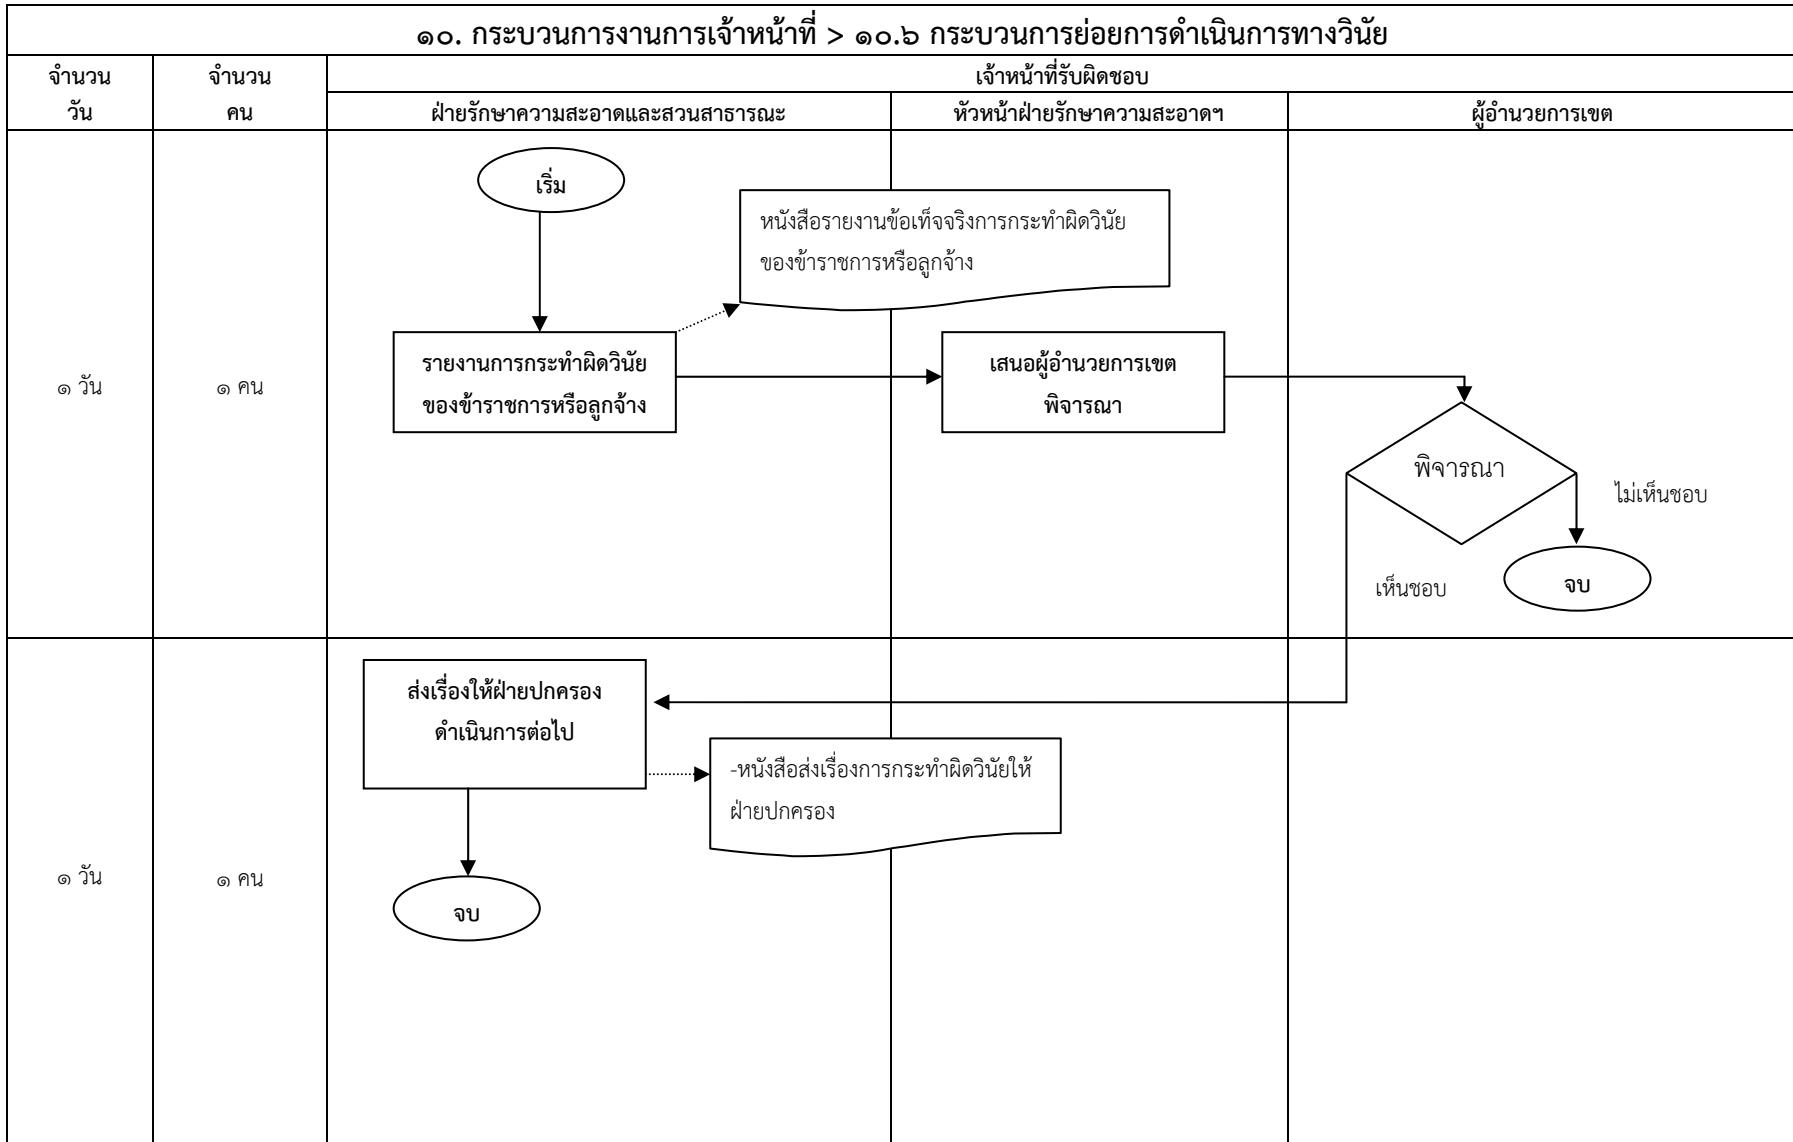 ๑๐. กระบวนการงานการเจ้าหน้าที่ > ๑๐.๖ กระบวนการย่อยการดำเนินการทางวินัย
จำนวน
วัน
จำนวน
คน
เจ้าหน้าที่รับผิดชอบ
ฝ่ายรักษาความสะอาดและสวนสาธารณะ
หัวหน้าฝ่ายรักษาความสะอาดฯ
ผู้อำนวยการเขต
เริ่ม
หนังสือรายงานข้อเท็จจริงการกระทำผิดวินัย
ของข้าราชการหรือลูกจ้าง
๑ วัน
๑ คน
รายงานการกระทำผิดวินัย
ของข้าราชการหรือลูกจ้าง
เสนอผู้อำนวยการเขต
พิจารณา
พิจารณา
ไม่เห็นชอบ
เห็นชอบ
จบ
ส่งเรื่องให้ฝ่ายปกครอง
ดำเนินการต่อไป
-หนังสือส่งเรื่องการกระทำผิดวินัยให้
ฝ่ายปกครอง
๑ วัน
๑ คน
จบ